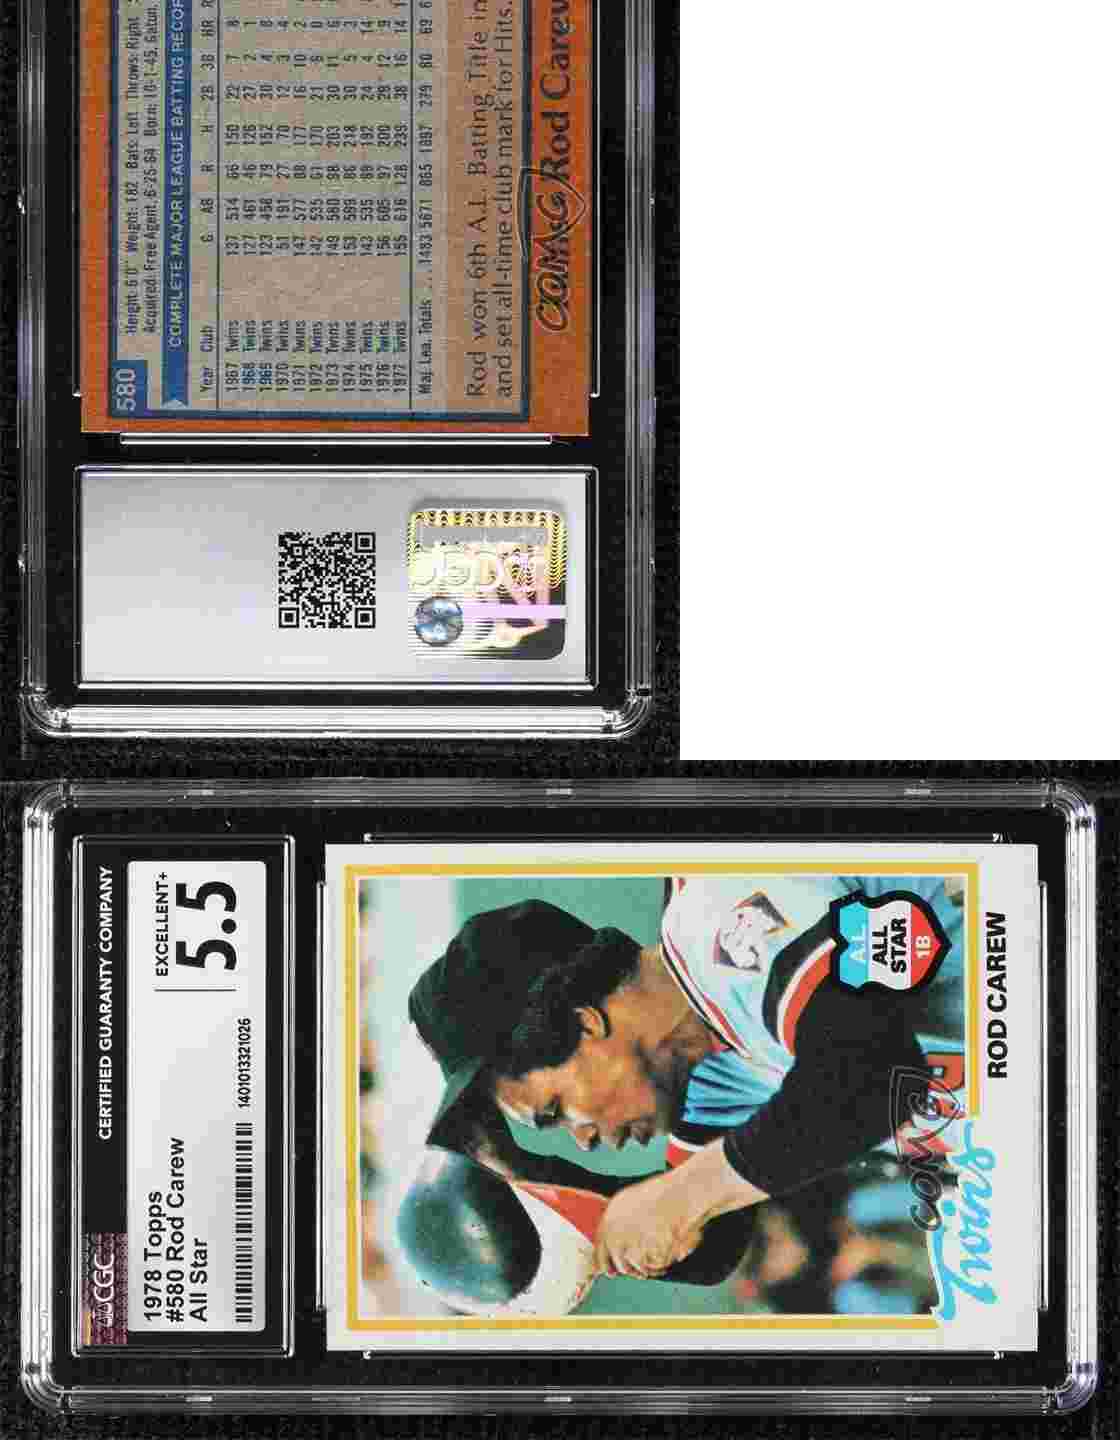 580
Height: 6'0" Weight: 182 Bats: Left Throws: Right
Acquired: Free Agent, 6-25-64 Born: 10-1-45, Gatun,
COMPLETE MAJOR LEAGUE BATTING RECOR
Year Club G AB R H 2B 3B HR R
1967 Twins 137 514 66 150 22 7 8
1968 Twins 127 461 46 126 27 2 1
1969 Twins 123 458 79 152 30 4 8
1970 Twins 51 191 27 70 12 3 4
1971 Twins 147 577 88 177 16 10 2
1972 Twins 142 535 61 170 21 6 0
1973 Twins 149 580 98 203 30 11 6
1974 Twins 153 599 86 218 30 5 3
1975 Twins 143 535 89 192 24 4 14
1976 Twins 156 605 97 200 29 12 9
1977 Twins 155 616 128 239 38 16 14 1
Maj. Lea. Totals ... 1483 5671 865 1897 279 80 69 6
Rod won 6th A.L. Batting Title in
and set all-time club mark for Hits.
COMC Rod Carew
CGC
CERTIFIED GUARANTY COMPANY
1978 Topps
#580 Rod Carew
All Star
EXCELLENT+
5.5
140101321026
A.L.
ALL
STAR
1B
COMC
Twins
ROD CAREW